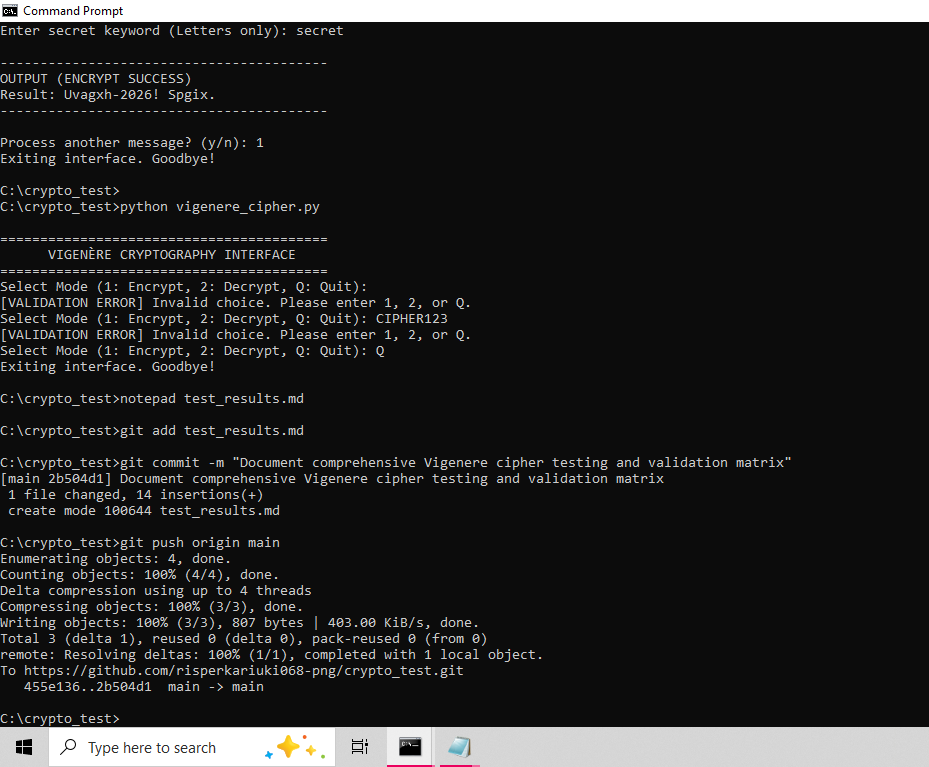 Command Prompt
Enter secret keyword (Letters only): secret
-----------------------------------------
OUTPUT (ENCRYPT SUCCESS)
Result: Uvagxh-2026! Spgix.
-----------------------------------------
Process another message? (y/n): 1
Exiting interface. Goodbye!
C:\crypto_test>
C:\crypto_test>python vigenere_cipher.py
=========================================
VIGENÈRE CRYPTOGRAPHY INTERFACE
=========================================
Select Mode (1: Encrypt, 2: Decrypt, Q: Quit):
[VALIDATION ERROR] Invalid choice. Please enter 1, 2, or Q.
Select Mode (1: Encrypt, 2: Decrypt, Q: Quit): CIPHER123
[VALIDATION ERROR] Invalid choice. Please enter 1, 2, or Q.
Select Mode (1: Encrypt, 2: Decrypt, Q: Quit): Q
Exiting interface. Goodbye!
C:\crypto_test>notepad test_results.md
C:\crypto_test>git add test_results.md
C:\crypto_test>git commit -m "Document comprehensive Vigenere cipher testing and validation matrix"
[main 2b504d1] Document comprehensive Vigenere cipher testing and validation matrix
1 file changed, 14 insertions(+)
create mode 100644 test_results.md
C:\crypto_test>git push origin main
Enumerating objects: 4, done.
Counting objects: 100% (4/4), done.
Delta compression using up to 4 threads
Compressing objects: 100% (3/3), done.
Writing objects: 100% (3/3), 807 bytes | 403.00 KiB/s, done.
Total 3 (delta 1), reused 0 (delta 0), pack-reused 0 (from 0)
remote: Resolving deltas: 100% (1/1), completed with 1 local object.
To https://github.com/risperkariuki068-png/crypto_test.git
455e136..2b504d1  main -> main
C:\crypto_test>
Type here to search